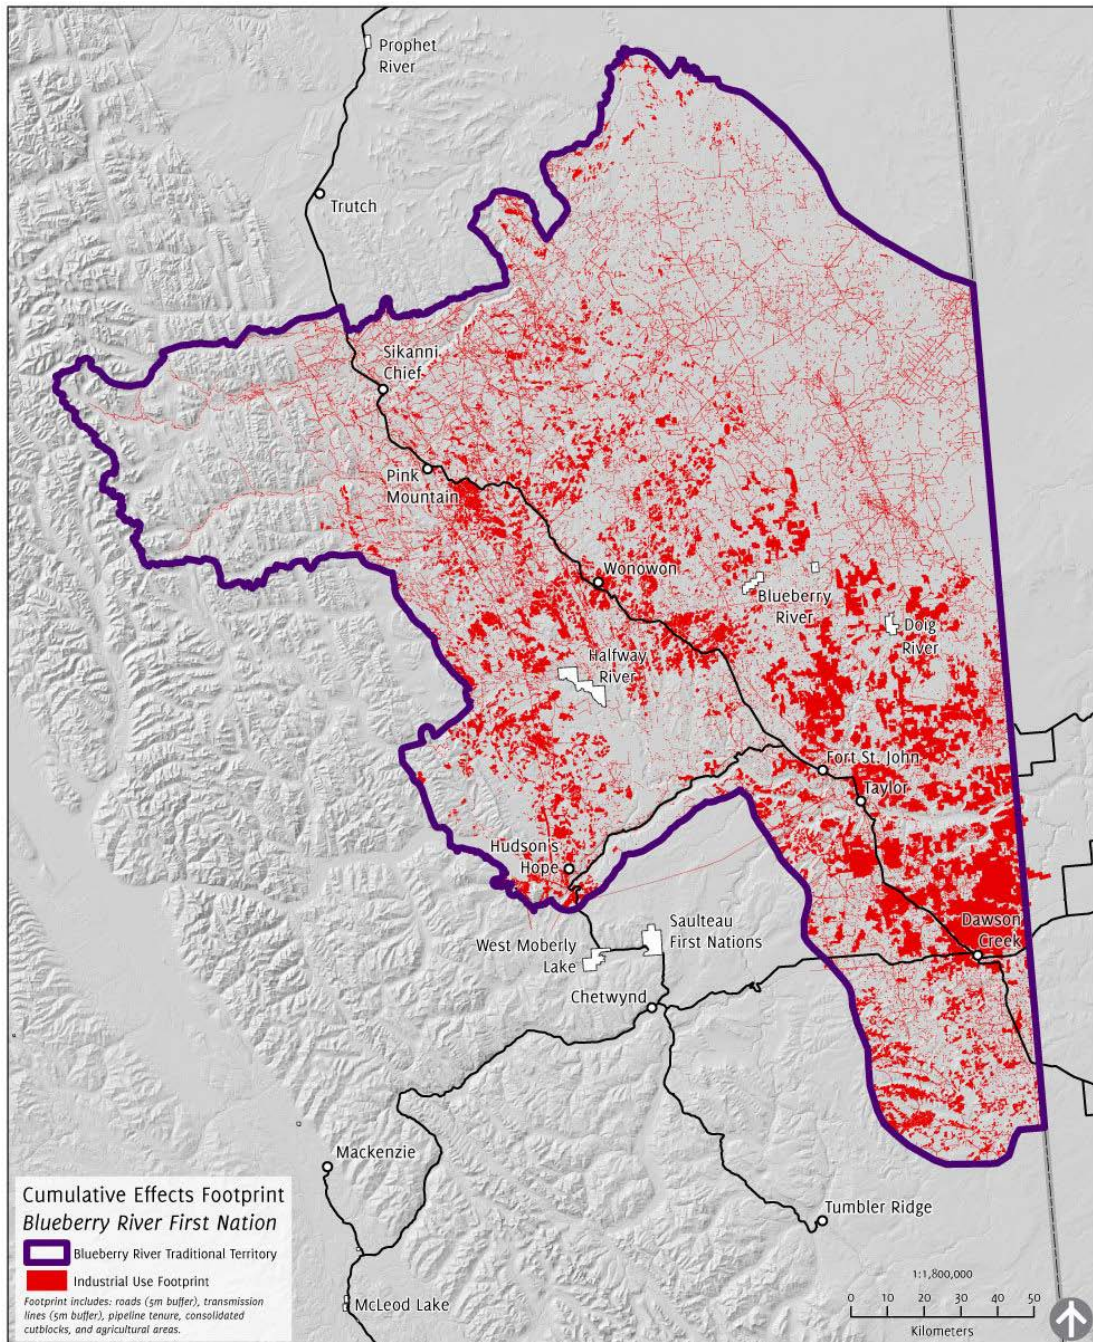 Prophet
River
Trutch
Sikanni
Chief
Pink
Mountain
Wonowon
Blueberry
River
Doig
River
Halfway
River
Fort St. John
Taylor
Hudson's
Hope
Saulteau
First Nations
West Moberly
Lake
Dawson
Creek
Chetwynd
Mackenzie
Tumbler Ridge
McLeod Lake
Cumulative Effects Footprint
Blueberry River First Nation
Blueberry River Traditional Territory
Industrial Use Footprint
Footprint includes: roads (5m buffer), transmission
lines (5m buffer), pipeline tenure, consolidated
cutblocks, and agricultural areas.
1:1,800,000
0 10 20 30 40 50
Kilometers